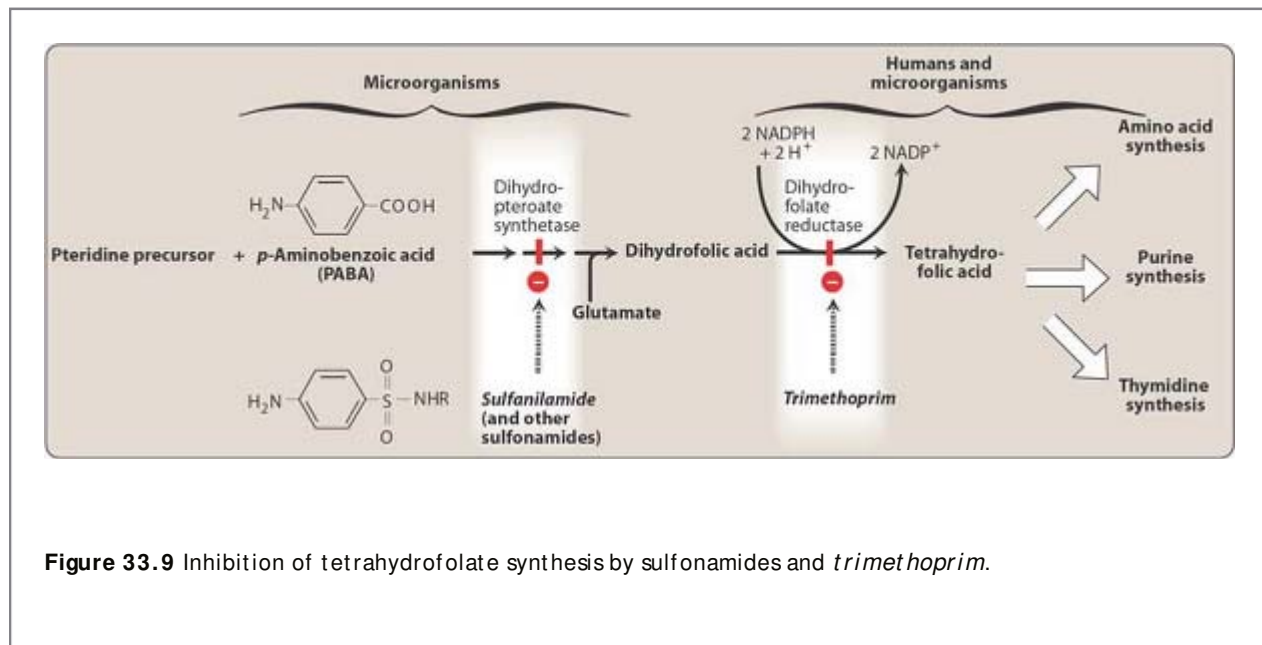 Microorganisms
Humans and
microorganisms
2 NADPH
+ 2 H⁺
2 NADP⁺
Amino acid
synthesis
H₂N
COOH
Dihydro-
pteroate
synthetase
Dihydro-
folate
reductase
Pteridine precursor + p-Aminobenzoic acid
(PABA)
Dihydrofolic acid
Tetrahydro-
folic acid
Purine
synthesis
Glutamate
O
H₂N
S
NHR
O
Sulfanilamide
(and other
sulfonamides)
Trimethoprim
Thymidine
synthesis
Figure 33.9 Inhibition of tetrahydrofolate synthesis by sulfonamides and trimethoprim.